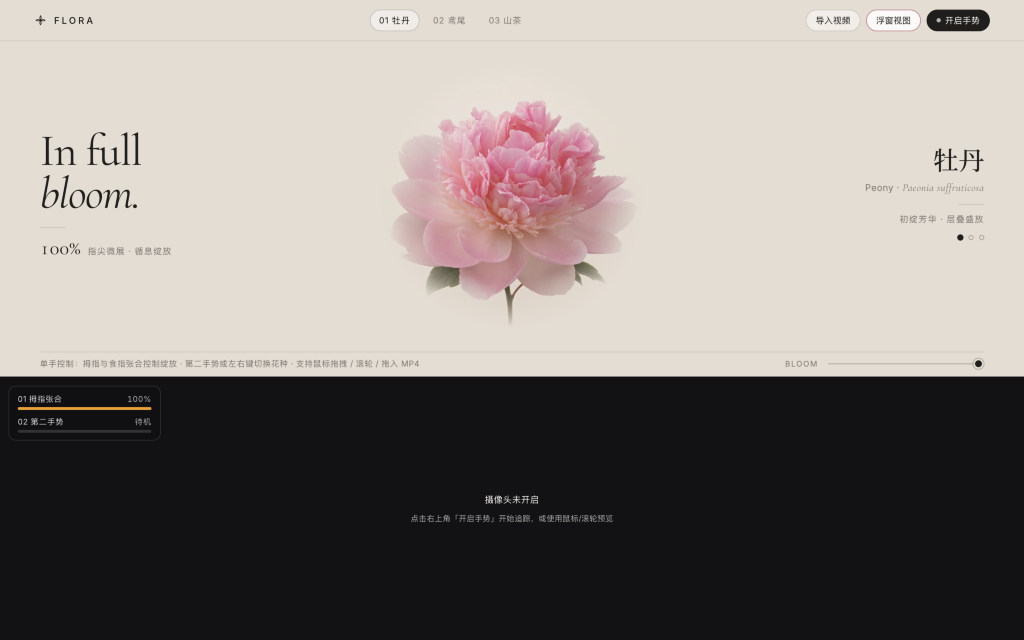 FLORA
01 牡丹
02 鸢尾
03 山茶
导入视频
浮窗视图
开启手势
In full
bloom.
100% 指尖微展 · 循息绽放
牡丹
Peony · Paeonia suffruticosa
初绽芳华 · 层叠盛放
单手控制：拇指与食指张合控制绽放 · 第二手势或左右键切换花种 · 支持鼠标拖拽 / 滚轮 / 拖入 MP4
BLOOM
01 拇指张合 100%
02 第二手势 待机
摄像头未开启
点击右上角「开启手势」开始追踪，或使用鼠标/滚轮预览